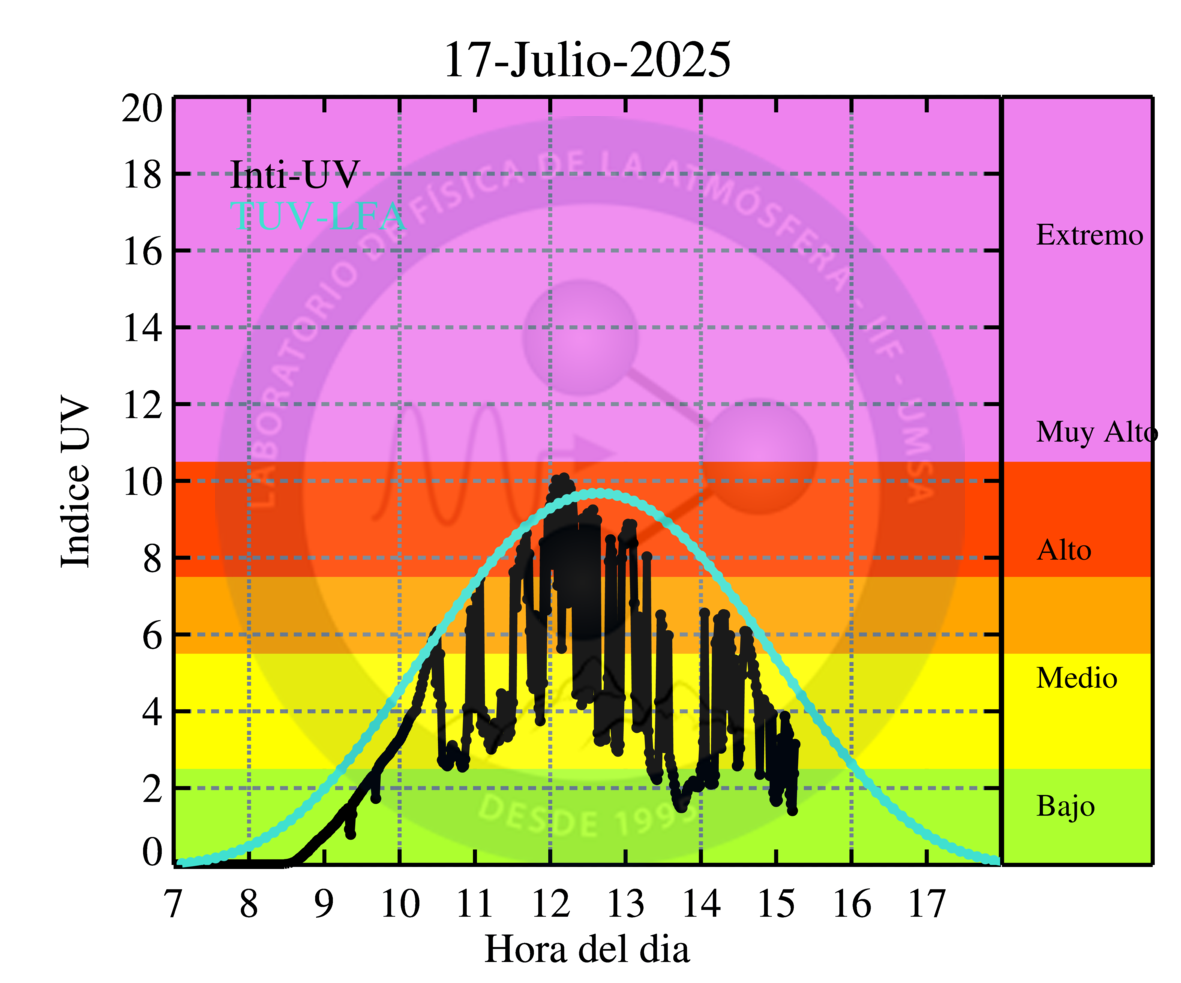 17-Julio-2025
Inti-UV
TUV-LFA
LABORATORIO DE FÍSICA DE LA ATMÓSFERA - IIF - UMSA
DESDE 1995
Indice UV
20
18
16
14
12
10
8
6
4
2
0
Extremo
Muy Alto
Alto
Medio
Bajo
7 8 9 10 11 12 13 14 15 16 17
Hora del dia